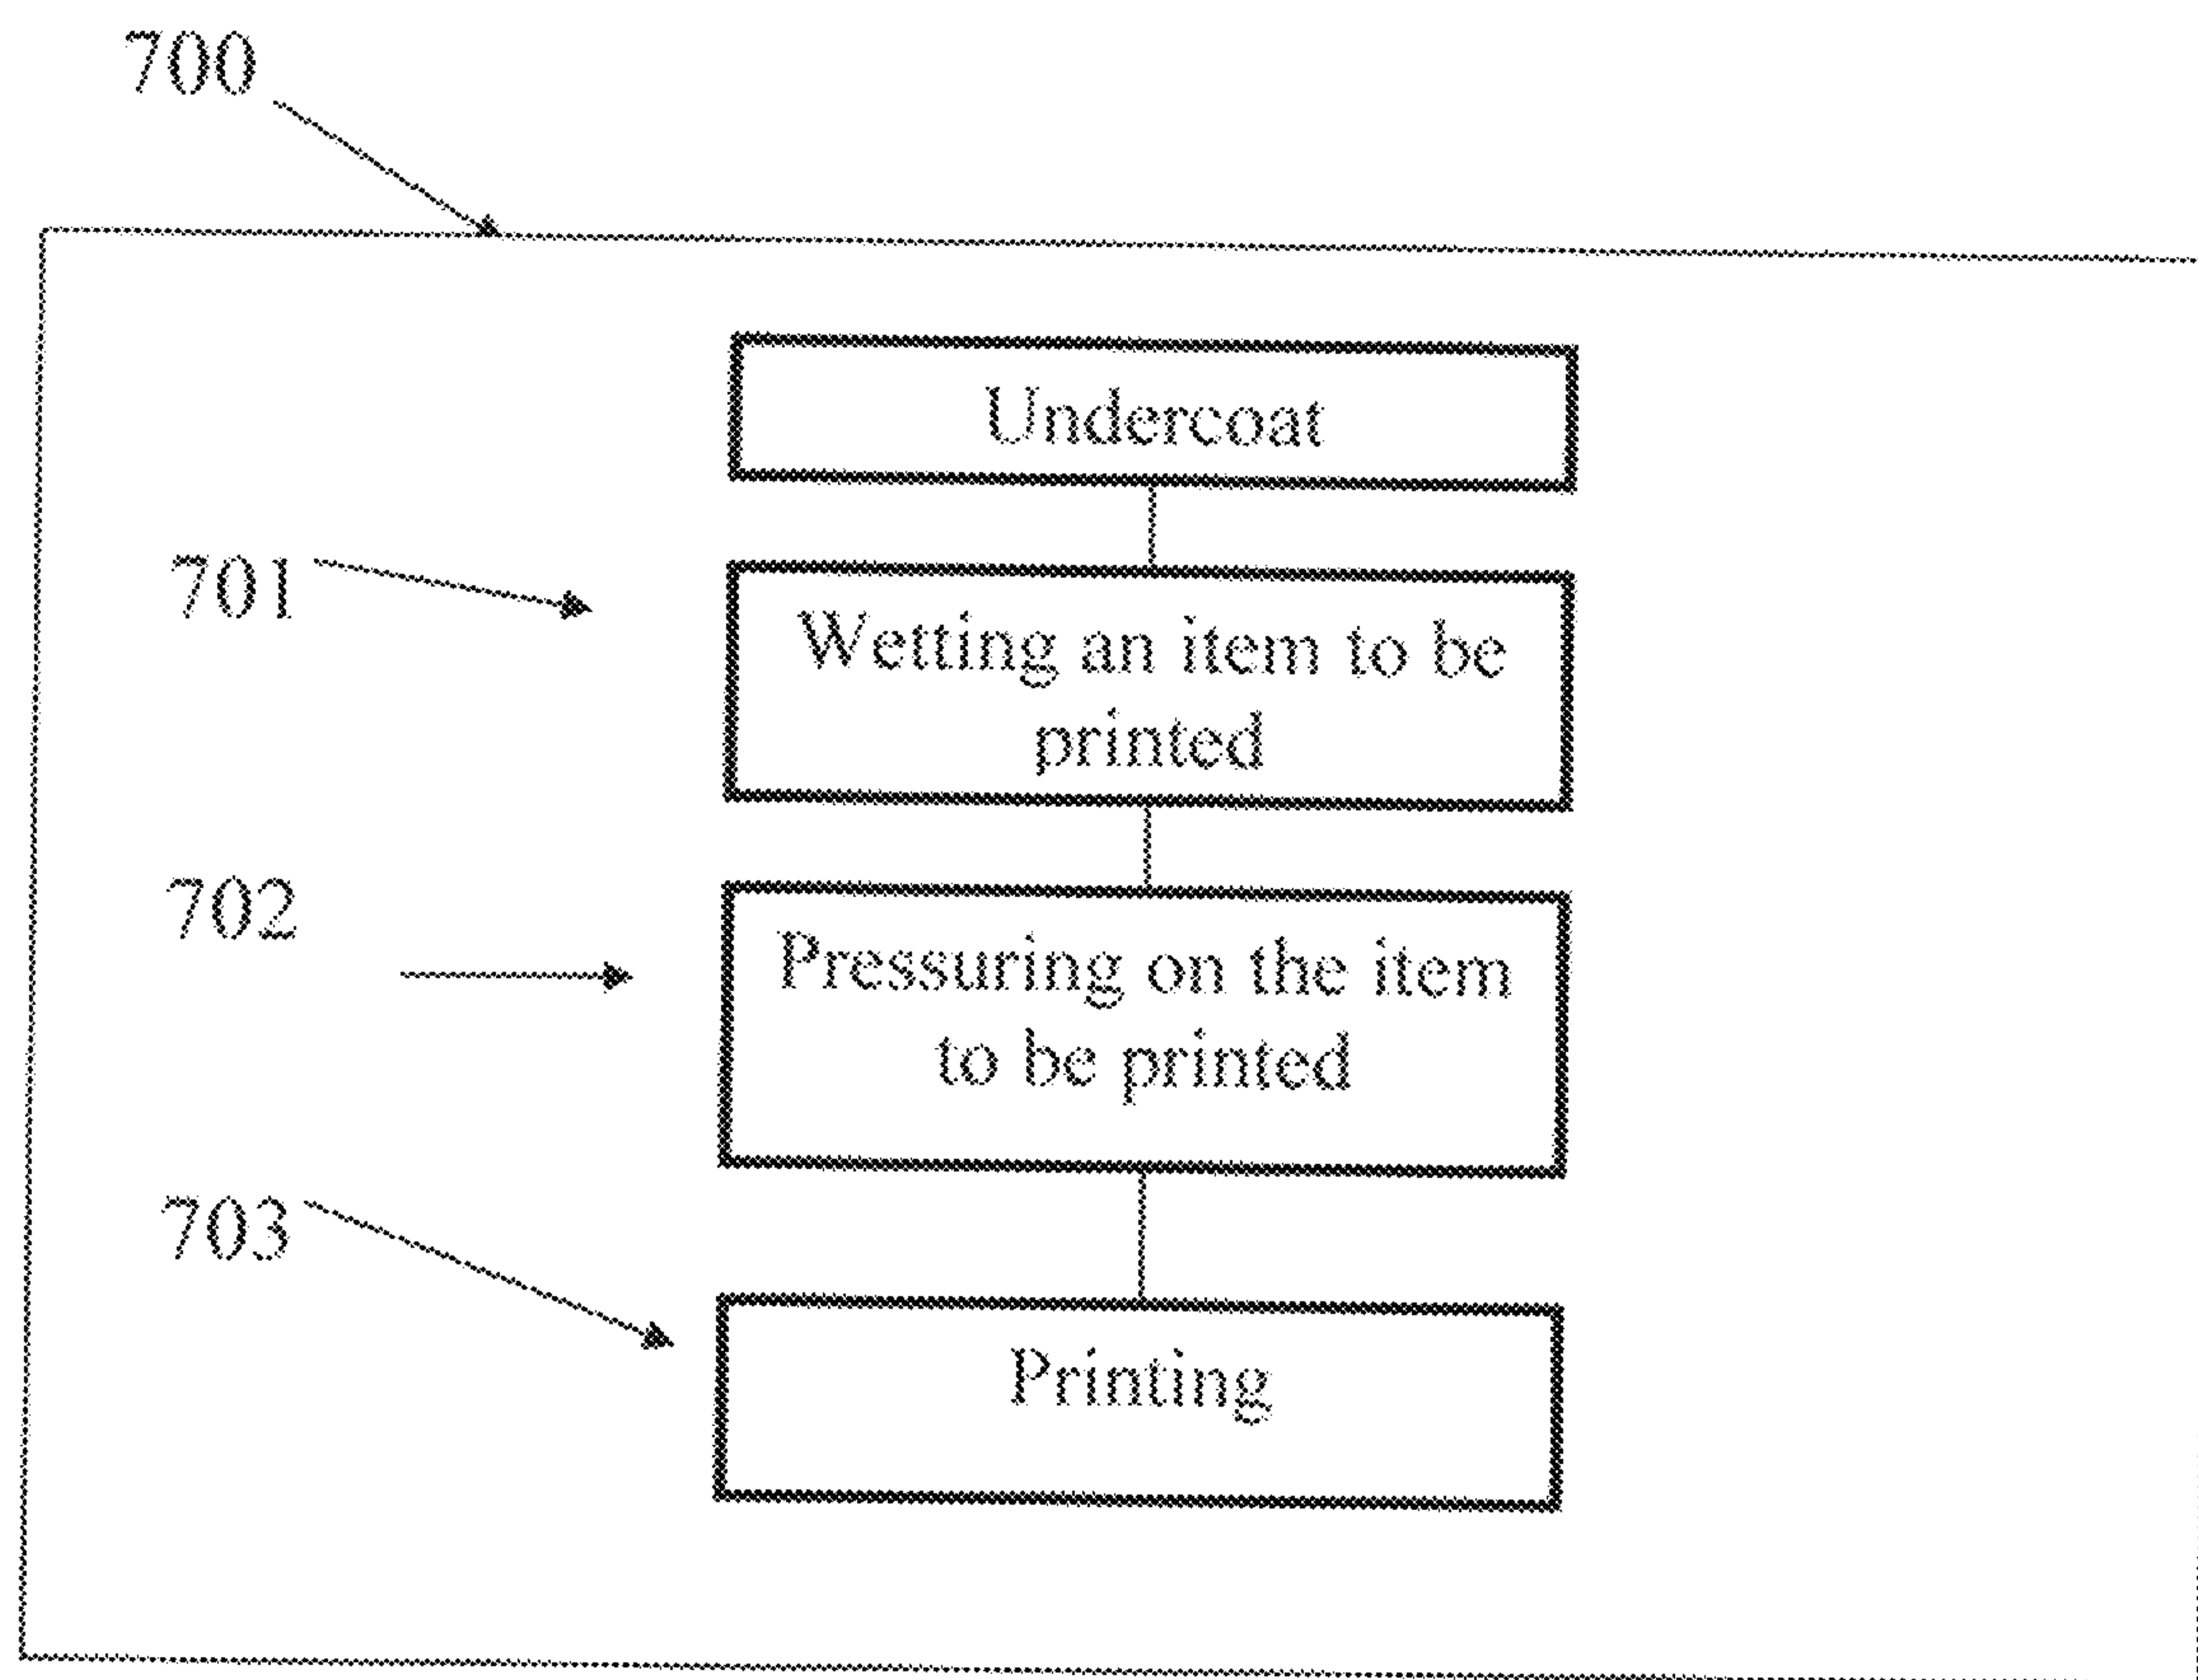 700
Undercoat
701
Wetting an item to be
printed
702
Pressuring on the item
to be printed
703
Printing